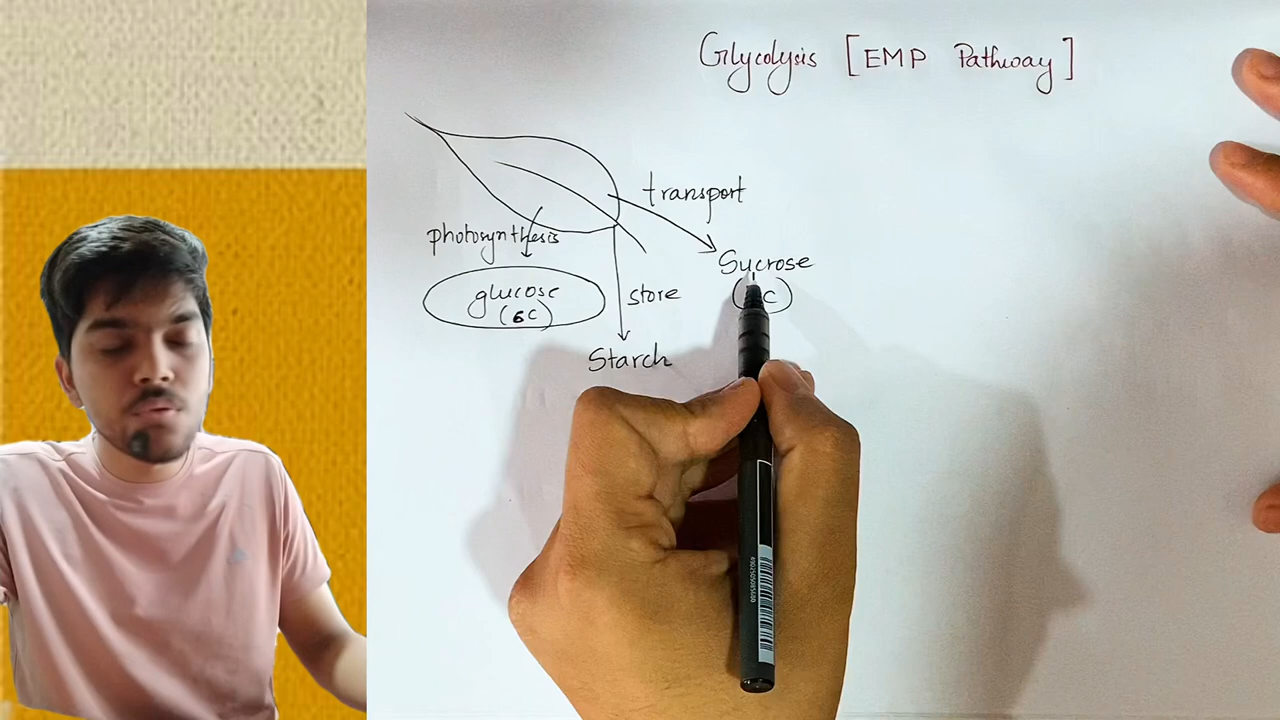 Glycolysis [EMP Pathway]
transport
photosynthesis
Sucrose
glucose
store
(6C)
Starch